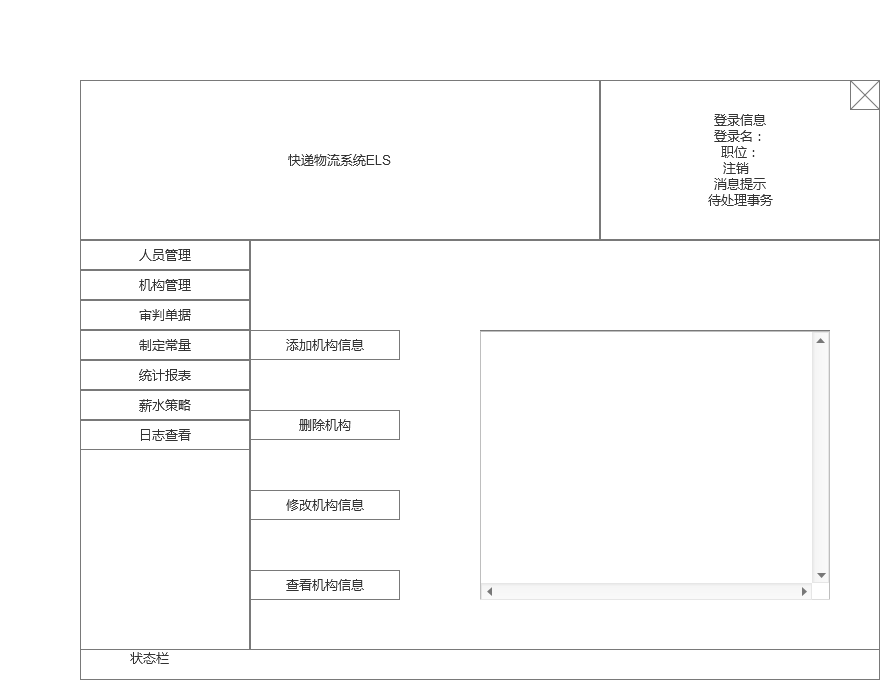 快递物流系统ELS
登录信息
登录名：
职位：
注销
消息提示
待处理事务
人员管理
机构管理
审判单据
制定常量
统计报表
薪水策略
日志查看
添加机构信息
删除机构
修改机构信息
查看机构信息
状态栏